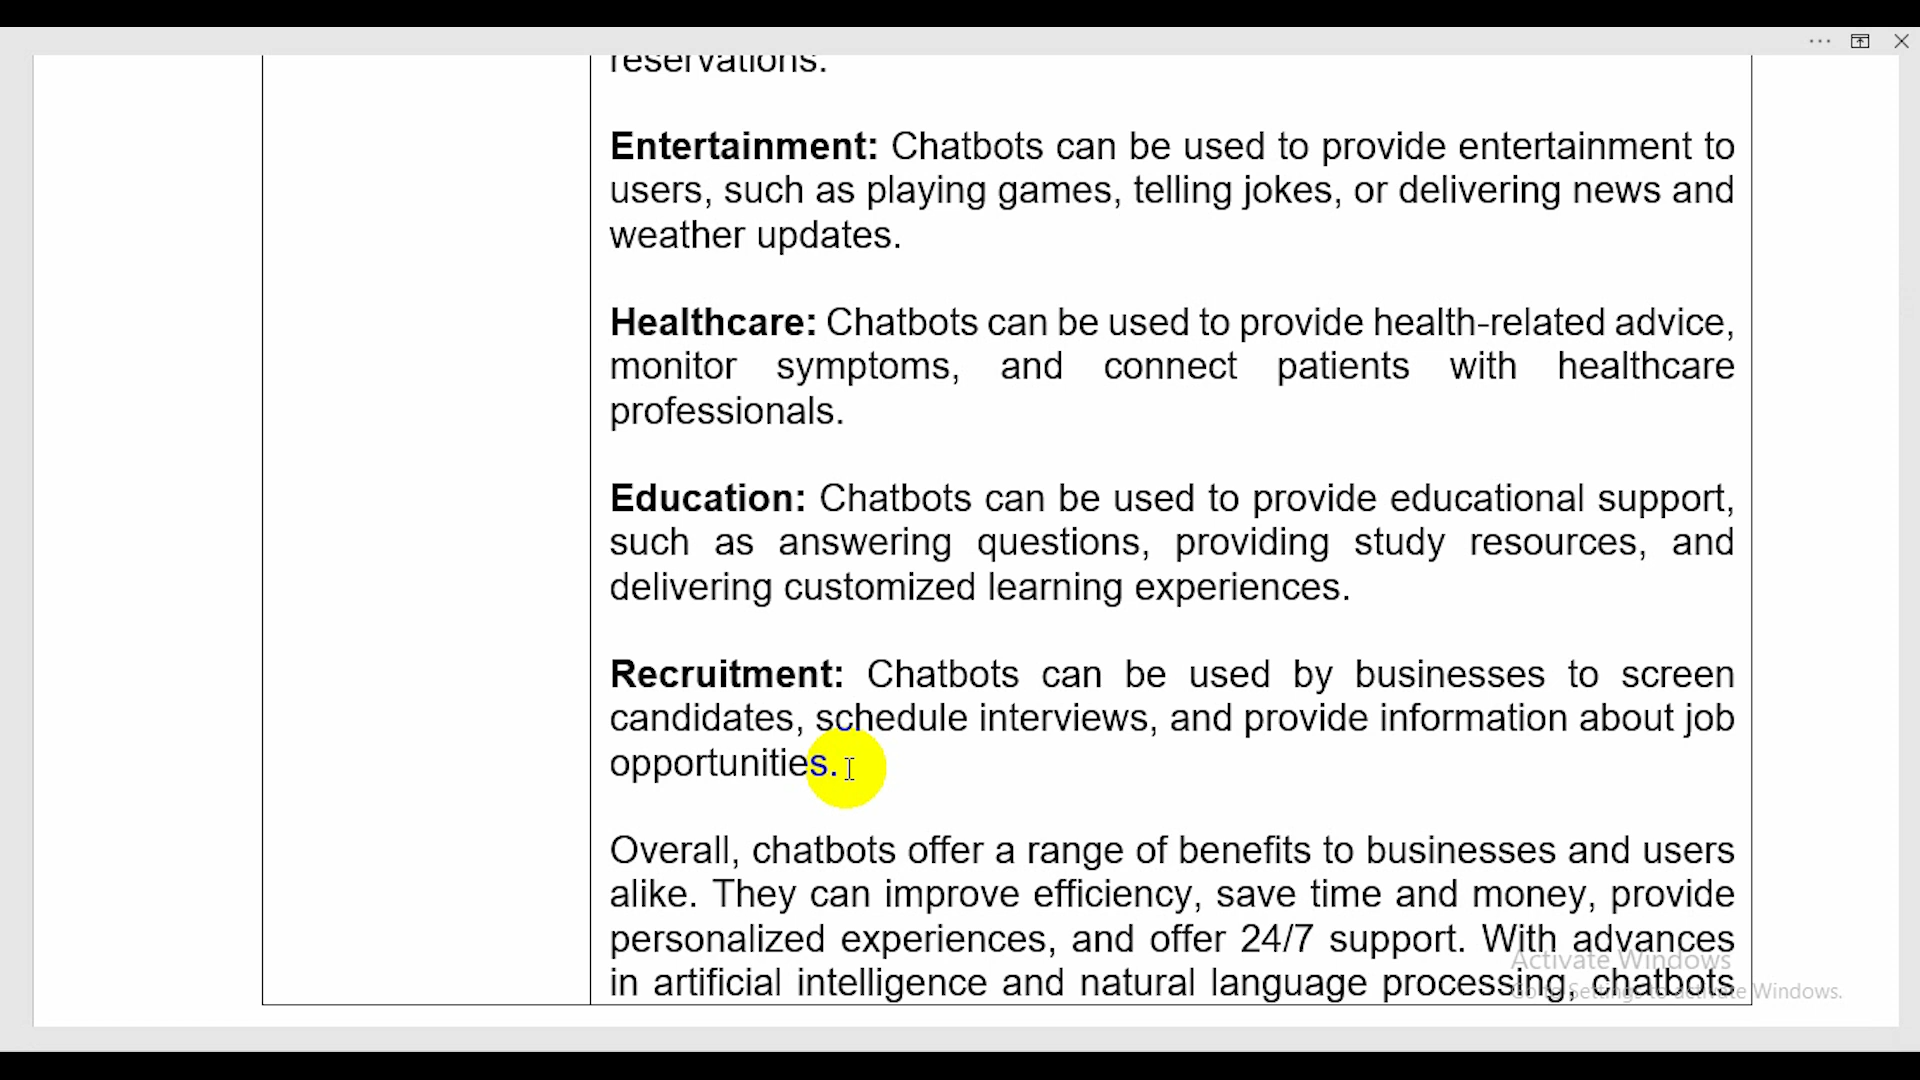 reservations.
Entertainment: Chatbots can be used to provide entertainment to
users, such as playing games, telling jokes, or delivering news and
weather updates.
Healthcare: Chatbots can be used to provide health-related advice,
monitor symptoms, and connect patients with healthcare
professionals.
Education: Chatbots can be used to provide educational support,
such as answering questions, providing study resources, and
delivering customized learning experiences.
Recruitment: Chatbots can be used by businesses to screen
candidates, schedule interviews, and provide information about job
opportunities.
Overall, chatbots offer a range of benefits to businesses and users
alike. They can improve efficiency, save time and money, provide
personalized experiences, and offer 24/7 support. With advances
in artificial intelligence and natural language processing, chatbots
Activate Windows
Go to Settings to activate Windows.